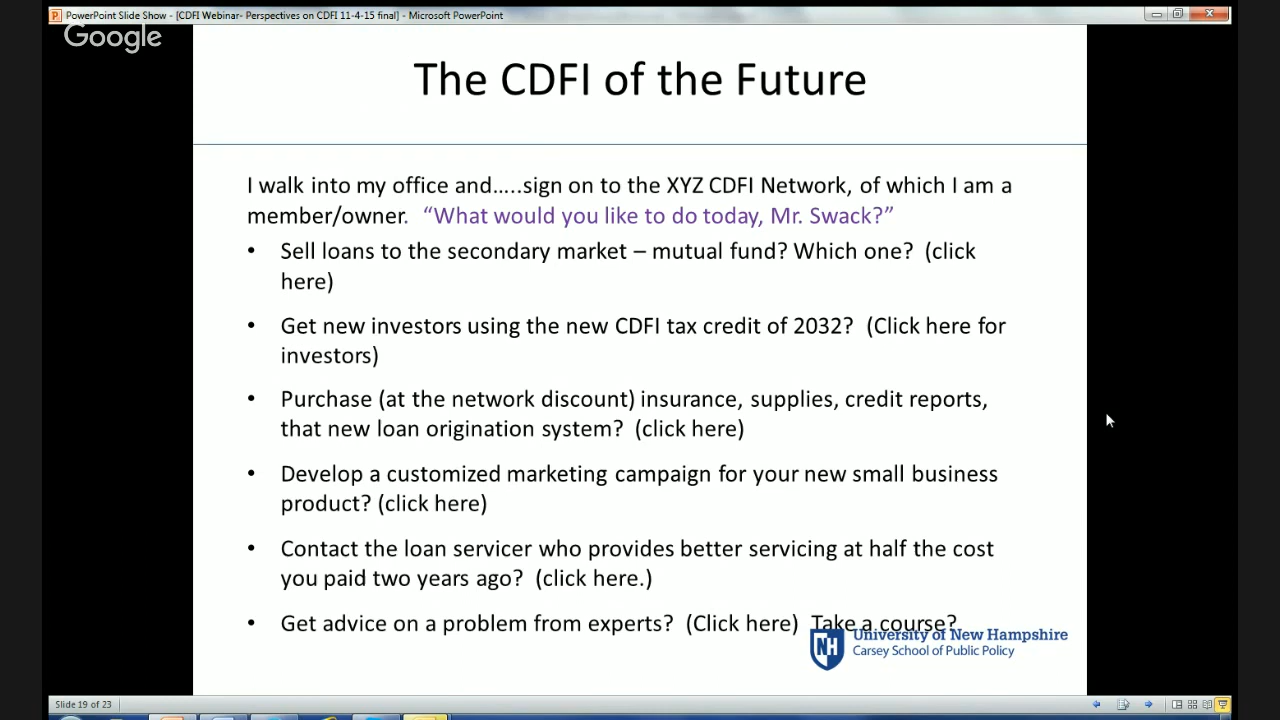 PowerPoint Slide Show - [CDFI Webinar- Perspectives on CDFI 11-4-15 final] - Microsoft PowerPoint
Google
The CDFI of the Future
I walk into my office and…..sign on to the XYZ CDFI Network, of which I am a
member/owner. “What would you like to do today, Mr. Swack?”
• Sell loans to the secondary market – mutual fund? Which one? (click
here)
• Get new investors using the new CDFI tax credit of 2032? (Click here for
investors)
• Purchase (at the network discount) insurance, supplies, credit reports,
that new loan origination system? (click here)
• Develop a customized marketing campaign for your new small business
product? (click here)
• Contact the loan servicer who provides better servicing at half the cost
you paid two years ago? (click here.)
• Get advice on a problem from experts? (Click here) Take a course?
NH
University of New Hampshire
Carsey School of Public Policy
Slide 19 of 23